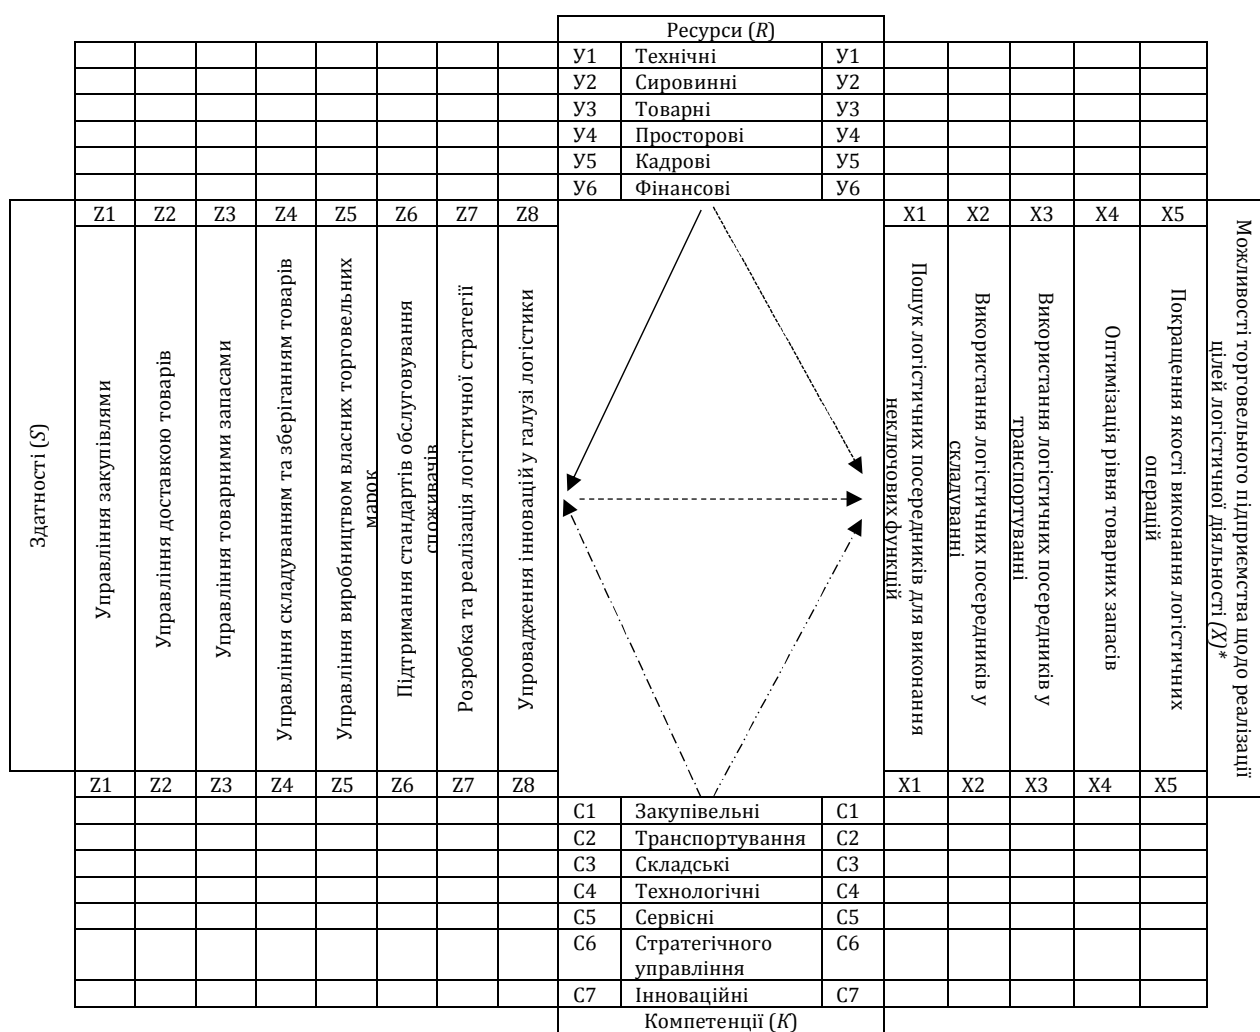 Ресурси (R)
У1 Технічні У1
У2 Сировинні У2
У3 Товарні У3
У4 Просторові У4
У5 Кадрові У5
У6 Фінансові У6
Z1 Z2 Z3 Z4 Z5 Z6 Z7 Z8 X1 X2 X3 X4 X5
Здатності (S)
Управління закупівлями
Управління доставкою товарів
Управління товарними запасами
Управління складуванням та зберіганням товарів
Управління виробництвом власних торговельних
марок
Підтримання стандартів обслуговування
споживачів
Розробка та реалізація логістичної стратегії
Упровадження інновацій у галузі логістики
Пошук логістичних посередників для виконання
неключових функцій
Використання логістичних посередників у
складуванні
Використання логістичних посередників у
транспортуванні
Оптимізація рівня товарних запасів
Покращення якості виконання логістичних
операцій
Можливості торговельного підприємства щодо реалізації
цілей логістичної діяльності (X)*
Z1 Z2 Z3 Z4 Z5 Z6 Z7 Z8 X1 X2 X3 X4 X5
С1 Закупівельні С1
С2 Транспортування С2
С3 Складські С3
С4 Технологічні С4
С5 Сервісні С5
С6 Стратегічного С6
управління
С7 Інноваційні С7
Компетенції (K)